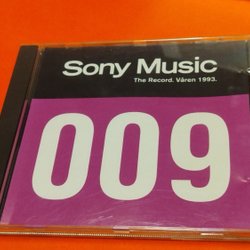 Sony Music
The Record. Våren 1993.
009